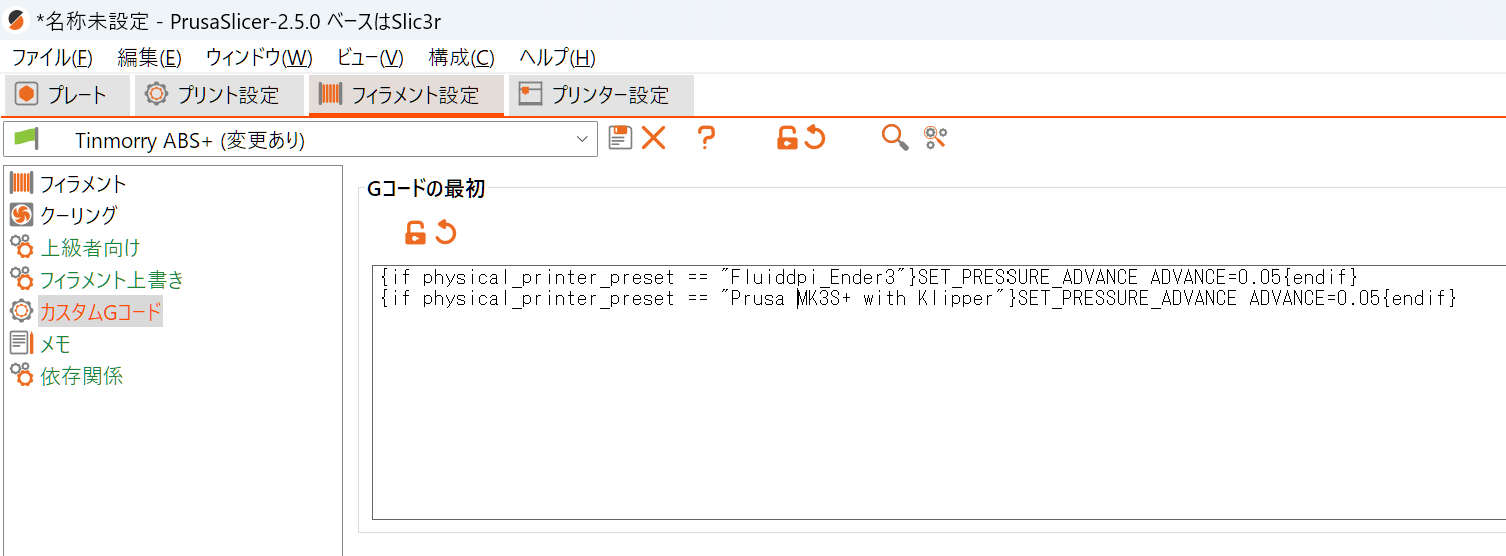 *名称未設定 - PrusaSlicer-2.5.0 ベースはSlic3r
ファイル(F) 編集(E) ウィンドウ(W) ビュー(V) 構成(C) ヘルプ(H)
プレート プリント設定 フィラメント設定 プリンター設定
Tinmorry ABS+ (変更あり)
フィラメント
クーリング
上級者向け
フィラメント上書き
カスタムGコード
メモ
依存関係
Gコードの最初
{if physical_printer_preset == "Fluiddpi_Ender3"}SET_PRESSURE_ADVANCE ADVANCE=0.05{endif}
{if physical_printer_preset == "Prusa MK3S+ with Klipper"}SET_PRESSURE_ADVANCE ADVANCE=0.05{endif}